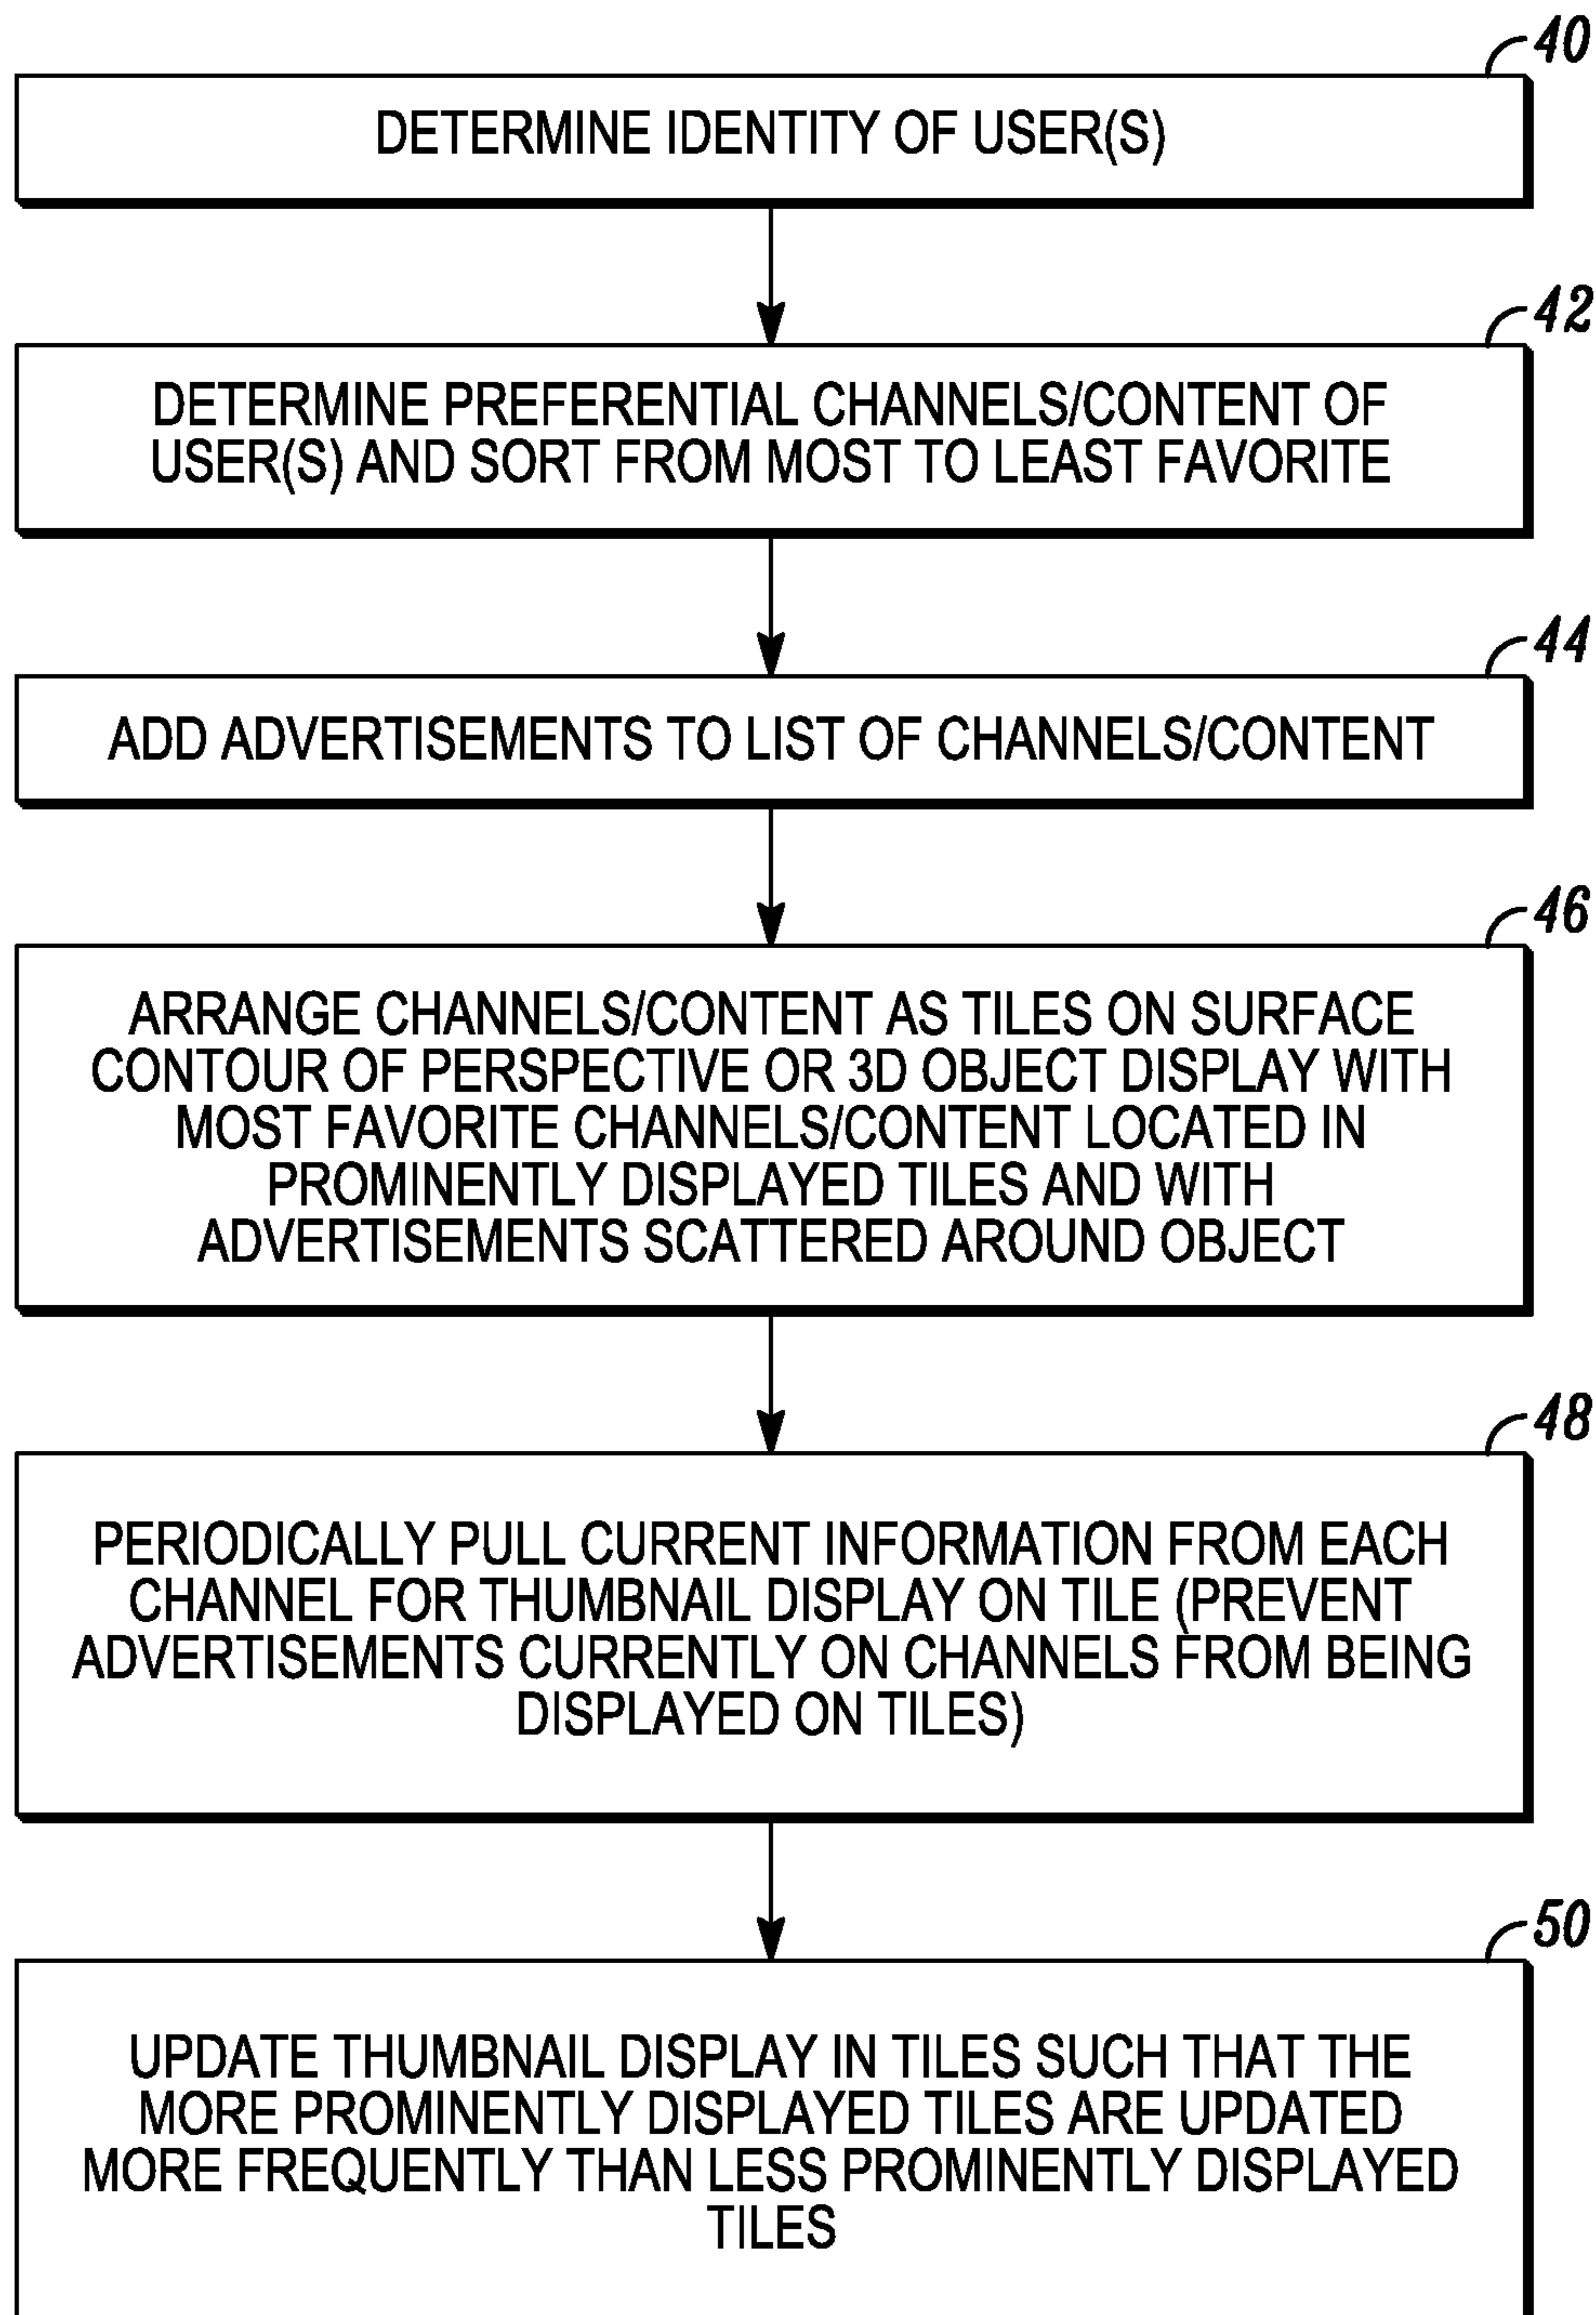 40
DETERMINE IDENTITY OF USER(S)
42
DETERMINE PREFERENTIAL CHANNELS/CONTENT OF
USER(S) AND SORT FROM MOST TO LEAST FAVORITE
44
ADD ADVERTISEMENTS TO LIST OF CHANNELS/CONTENT
46
ARRANGE CHANNELS/CONTENT AS TILES ON SURFACE
CONTOUR OF PERSPECTIVE OR 3D OBJECT DISPLAY WITH
MOST FAVORITE CHANNELS/CONTENT LOCATED IN
PROMINENTLY DISPLAYED TILES AND WITH
ADVERTISEMENTS SCATTERED AROUND OBJECT
48
PERIODICALLY PULL CURRENT INFORMATION FROM EACH
CHANNEL FOR THUMBNAIL DISPLAY ON TILE (PREVENT
ADVERTISEMENTS CURRENTLY ON CHANNELS FROM BEING
DISPLAYED ON TILES)
50
UPDATE THUMBNAIL DISPLAY IN TILES SUCH THAT THE
MORE PROMINENTLY DISPLAYED TILES ARE UPDATED
MORE FREQUENTLY THAN LESS PROMINENTLY DISPLAYED
TILES